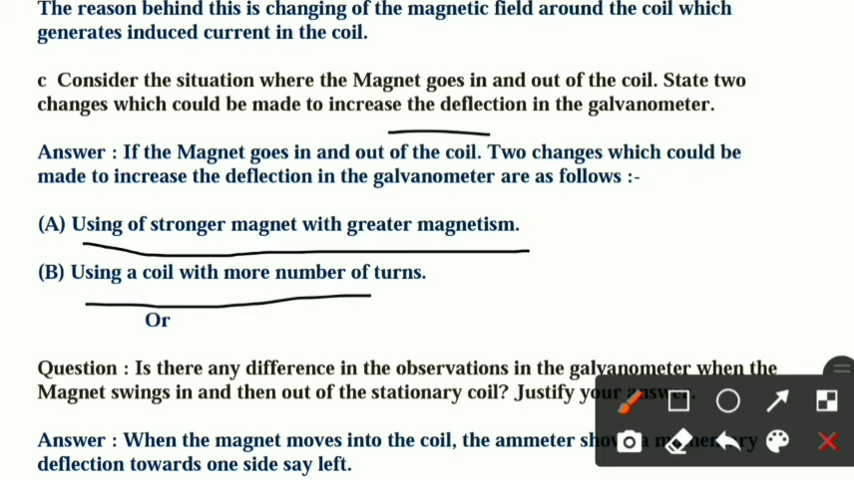 The reason behind this is changing of the magnetic field around the coil which
generates induced current in the coil.
c Consider the situation where the Magnet goes in and out of the coil. State two
changes which could be made to increase the deflection in the galvanometer.
Answer : If the Magnet goes in and out of the coil. Two changes which could be
made to increase the deflection in the galvanometer are as follows :-
(A) Using of stronger magnet with greater magnetism.
(B) Using a coil with more number of turns.
Or
Question : Is there any difference in the observations in the galvanometer when the
Magnet swings in and then out of the stationary coil? Justify your answer.
Answer : When the magnet moves into the coil, the ammeter
deflection towards one side say left.